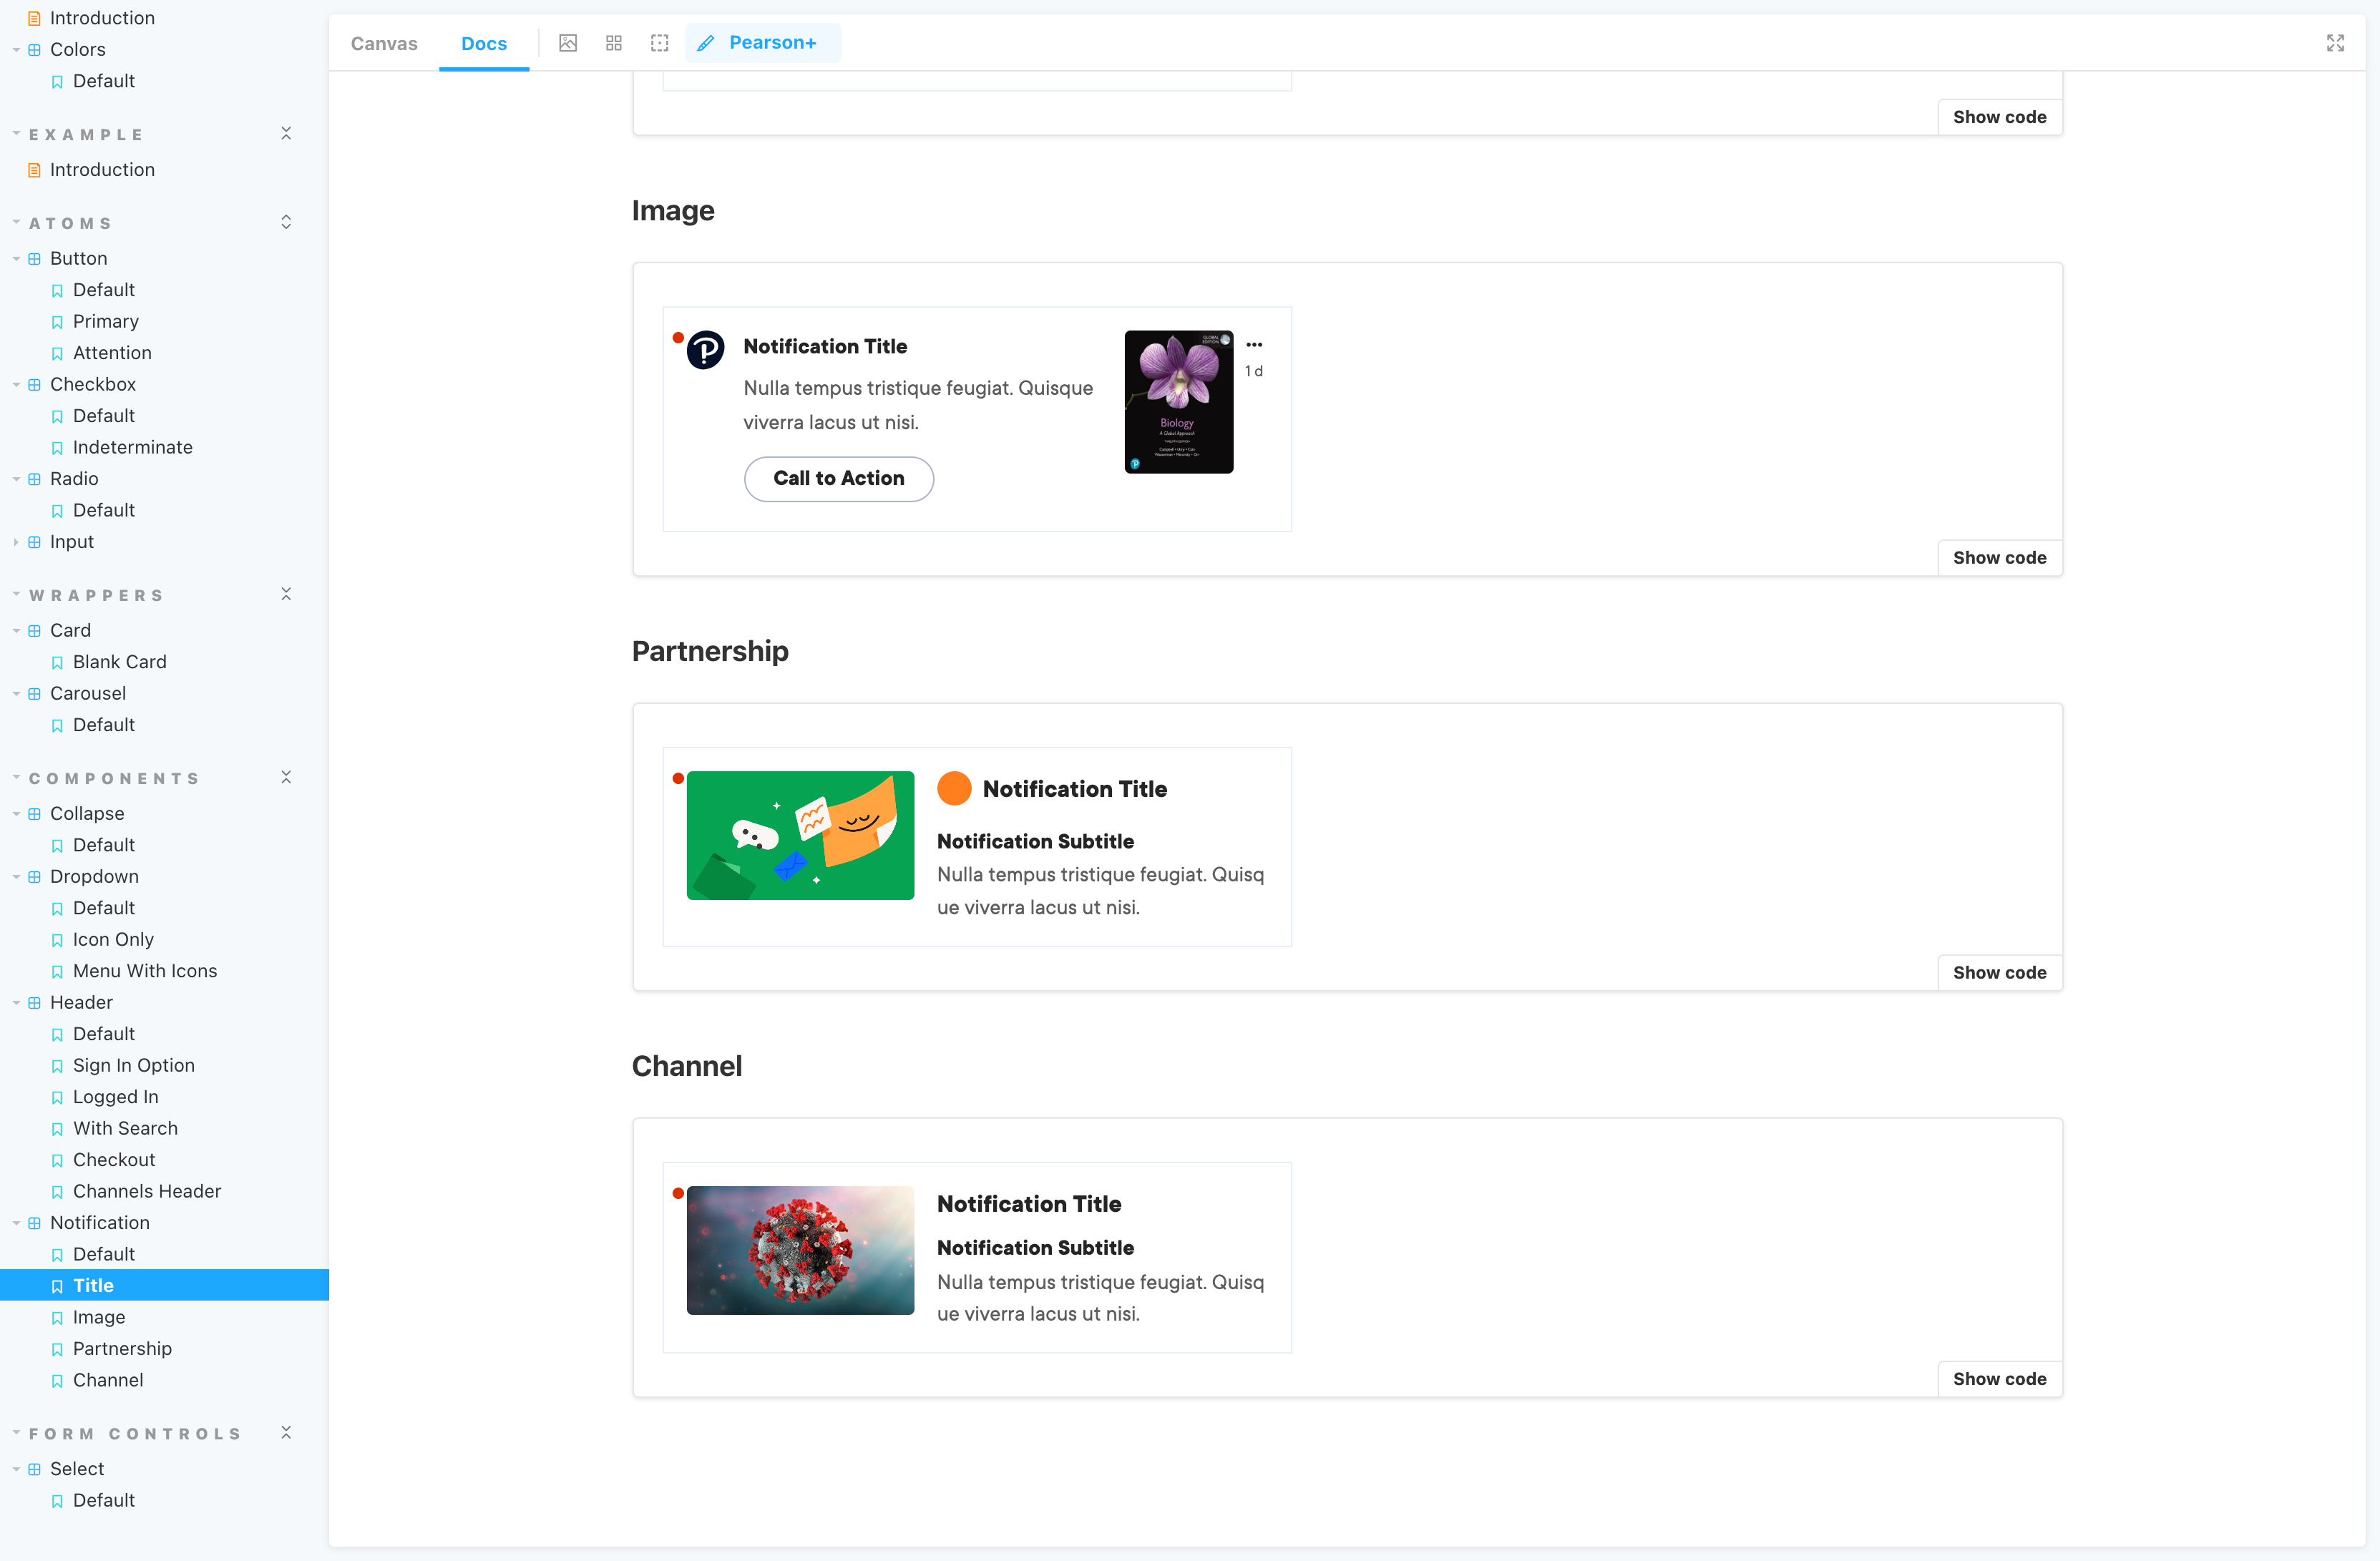 Introduction
Colors
Default
EXAMPLE
Introduction
ATOMS
Button
Default
Primary
Attention
Checkbox
Default
Indeterminate
Radio
Default
Input
WRAPPERS
Card
Blank Card
Carousel
Default
COMPONENTS
Collapse
Default
Dropdown
Default
Icon Only
Menu With Icons
Header
Default
Sign In Option
Logged In
With Search
Checkout
Channels Header
Notification
Default
Title
Image
Partnership
Channel
FORM CONTROLS
Select
Default
Canvas
Docs
Pearson+
Show code
Image
Notification Title
Nulla tempus tristique feugiat. Quisque
viverra lacus ut nisi.
Call to Action
GLOBAL
EDITION
Biology
A Global Approach
1 d
Show code
Partnership
Notification Title
Notification Subtitle
Nulla tempus tristique feugiat. Quisq
ue viverra lacus ut nisi.
Show code
Channel
Notification Title
Notification Subtitle
Nulla tempus tristique feugiat. Quisq
ue viverra lacus ut nisi.
Show code